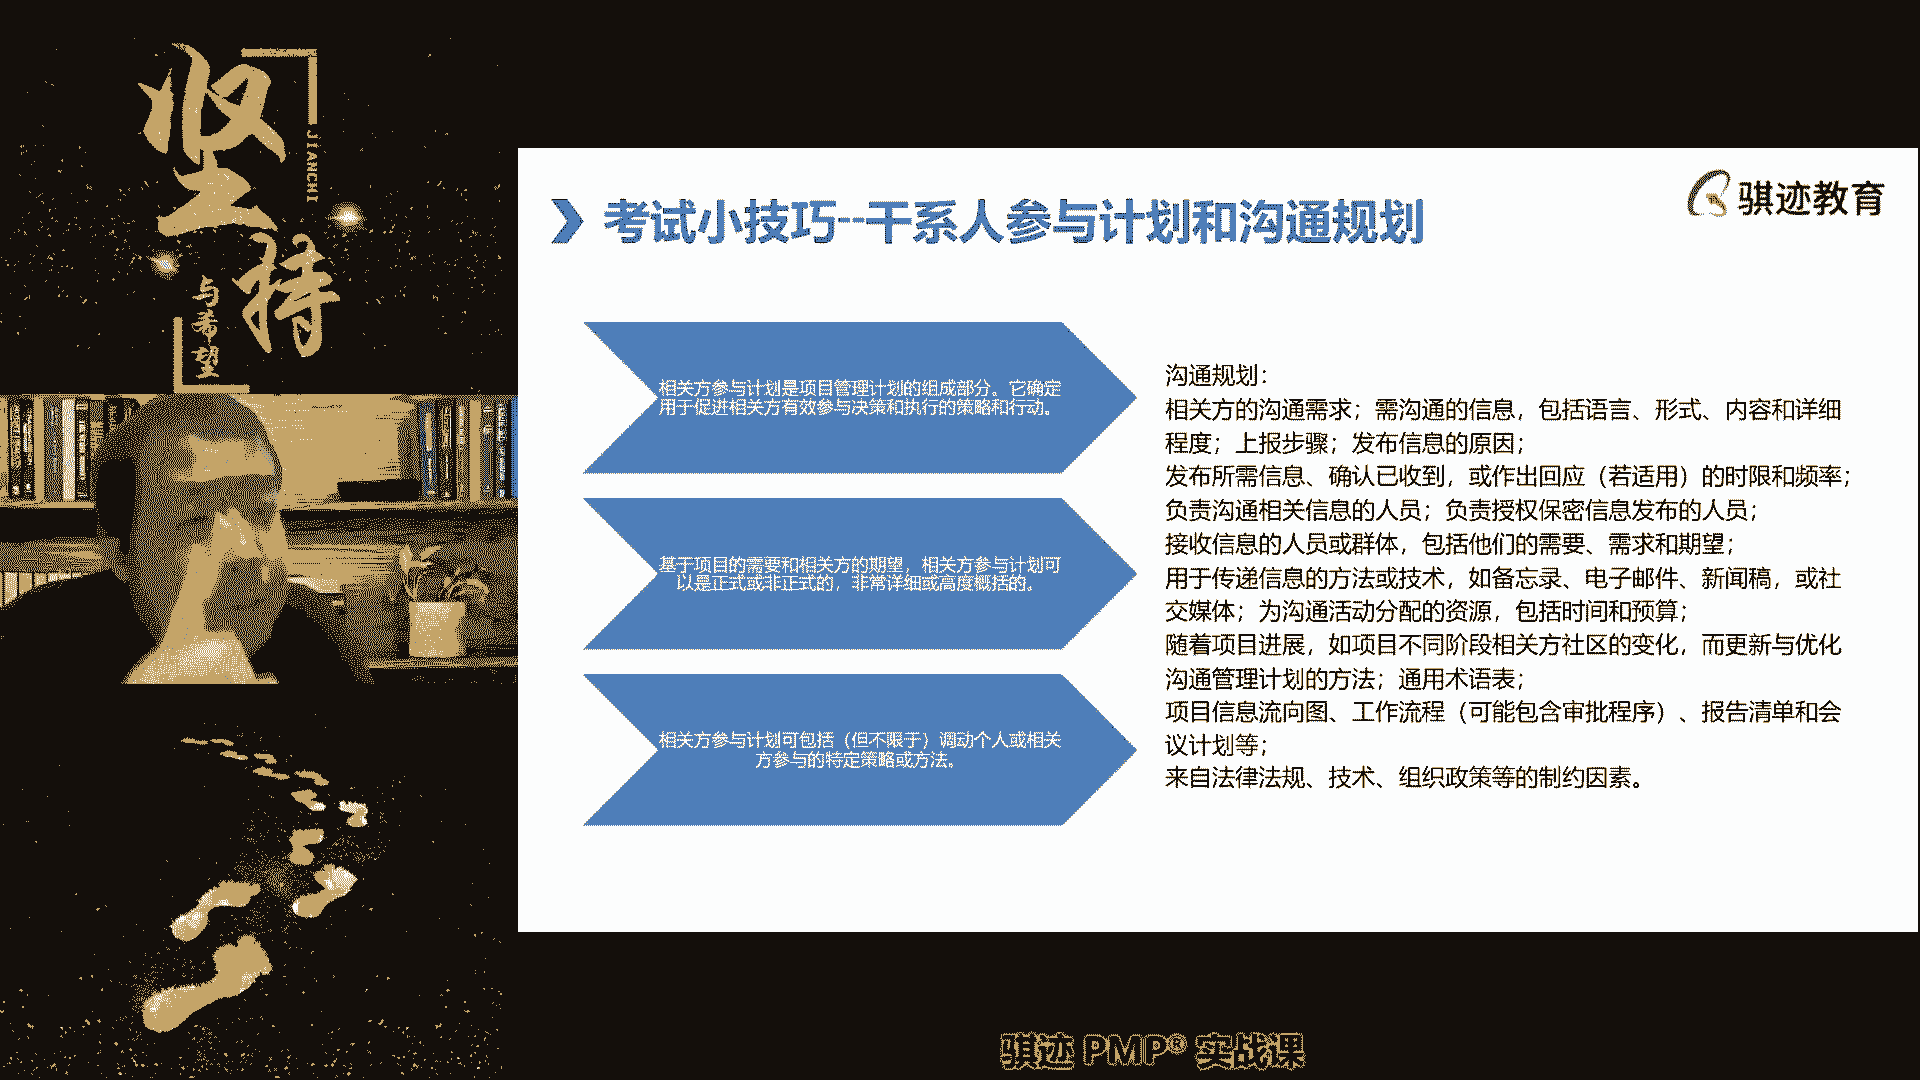 坚持
JIANCHI
与希望
考试小技巧--干系人参与计划和沟通规划
骐迹教育
相关方参与计划是项目管理计划的组成部分。它确定
用于促进相关方有效参与决策和执行的策略和行动。
基于项目的需要和相关方的期望，相关方参与计划可
以是正式或非正式的，非常详细或高度概括的。
相关方参与计划可包括（但不限于）调动个人或相关
方参与的特定策略或方法。
沟通规划：
相关方的沟通需求；需沟通的信息，包括语言、形式、内容和详细
程度；上报步骤；发布信息的原因；
发布所需信息、确认已收到，或作出回应（若适用）的时限和频率；
负责沟通相关信息的人员；负责授权保密信息发布的人员；
接收信息的人员或群体，包括他们的需要、需求和期望；
用于传递信息的方法或技术，如备忘录、电子邮件、新闻稿，或社
交媒体；为沟通活动分配的资源，包括时间和预算；
随着项目进展，如项目不同阶段相关方社区的变化，而更新与优化
沟通管理计划的方法；通用术语表；
项目信息流向图、工作流程（可能包含审批程序）、报告清单和会
议计划等；
来自法律法规、技术、组织政策等的制约因素。
骐迹 PMP® 实战课